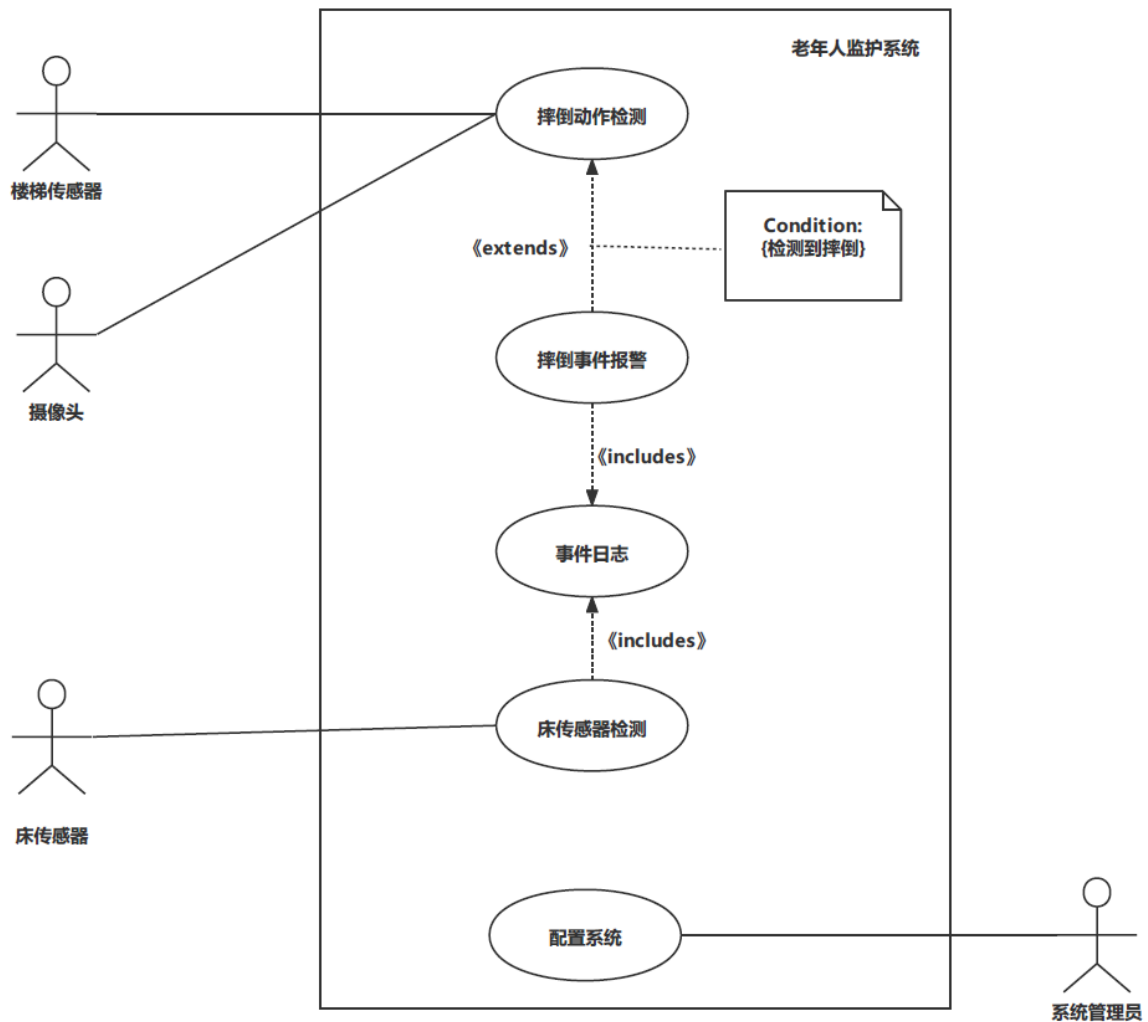 老年人监护系统
摔倒动作检测
楼梯传感器
Condition:
{检测到摔倒}
《extends》
摔倒事件报警
摄像头
《includes》
事件日志
《includes》
床传感器检测
床传感器
配置系统
系统管理员